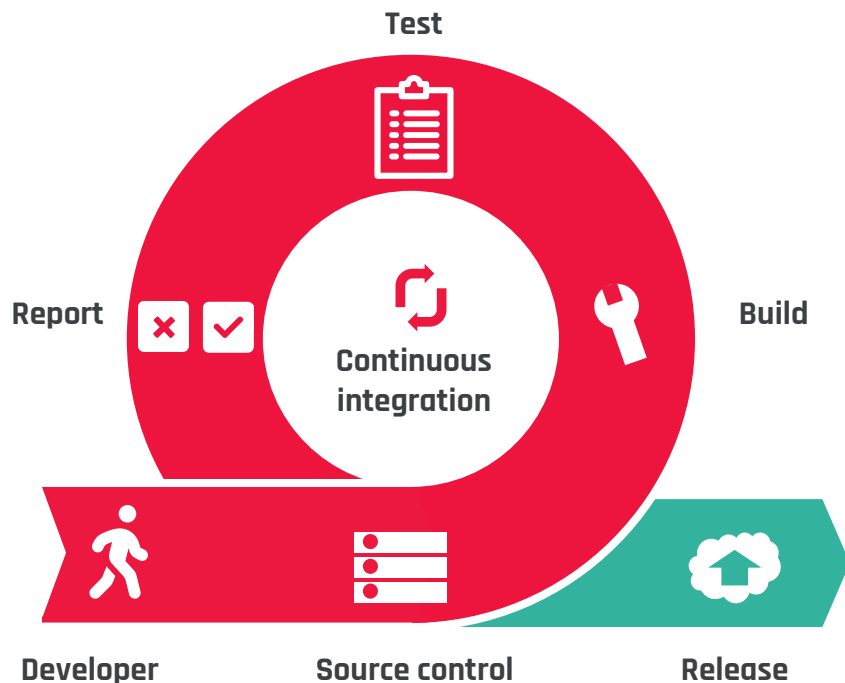 Test
Report
Build
Continuous
integration
Developer
Source control
Release